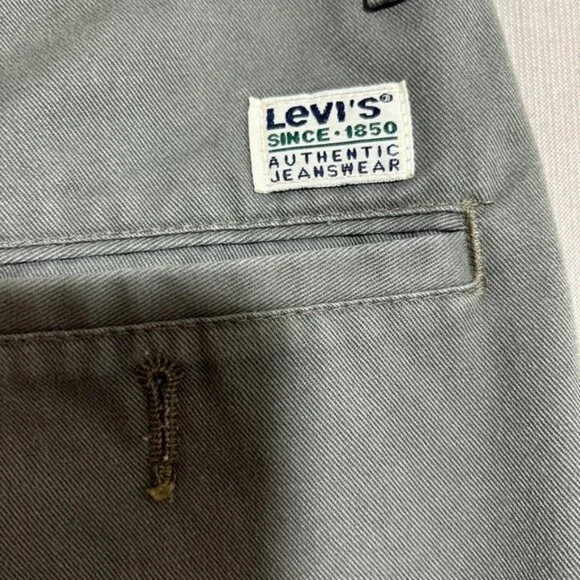 Levi's®
SINCE · 1850
AUTHENTIC
JEANSWEAR